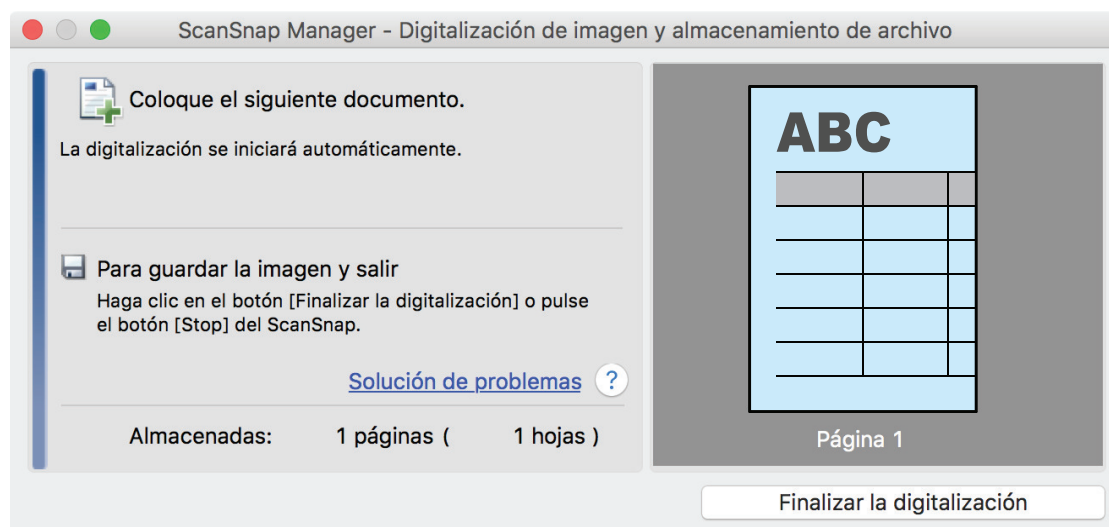 ScanSnap Manager - Digitalización de imagen y almacenamiento de archivo
Coloque el siguiente documento.
La digitalización se iniciará automáticamente.
Para guardar la imagen y salir
Haga clic en el botón [Finalizar la digitalización] o pulse
el botón [Stop] del ScanSnap.
Solución de problemas ?
Almacenadas: 1 páginas ( 1 hojas )
ABC
Página 1
Finalizar la digitalización